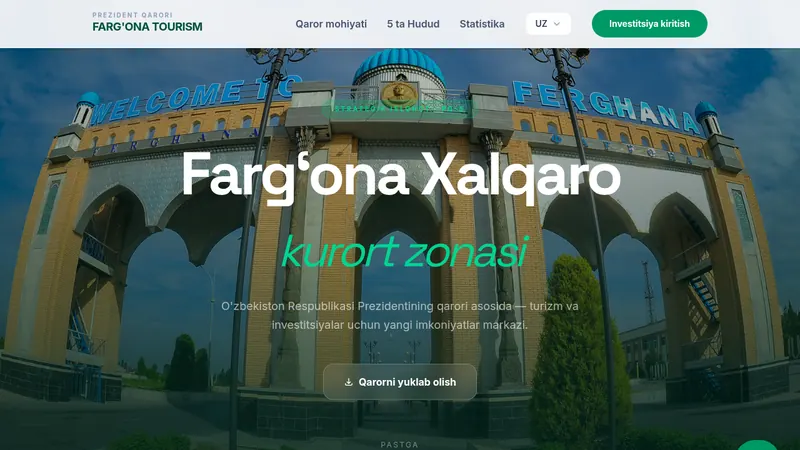 PREZIDENT QARORI
FARG'ONA TOURISM
Qaror mohiyati
5 ta Hudud
Statistika
UZ
Investitsiya kiritish
WELCOME TO
FERGHANA
FERGHANA
Farg‘ona Xalqaro
kurort zonasi
O'zbekiston Respublikasi Prezidentining qarori asosida — turizm va
investitsiyalar uchun yangi imkoniyatlar markazi.
Qarorni yuklab olish
PASTGA